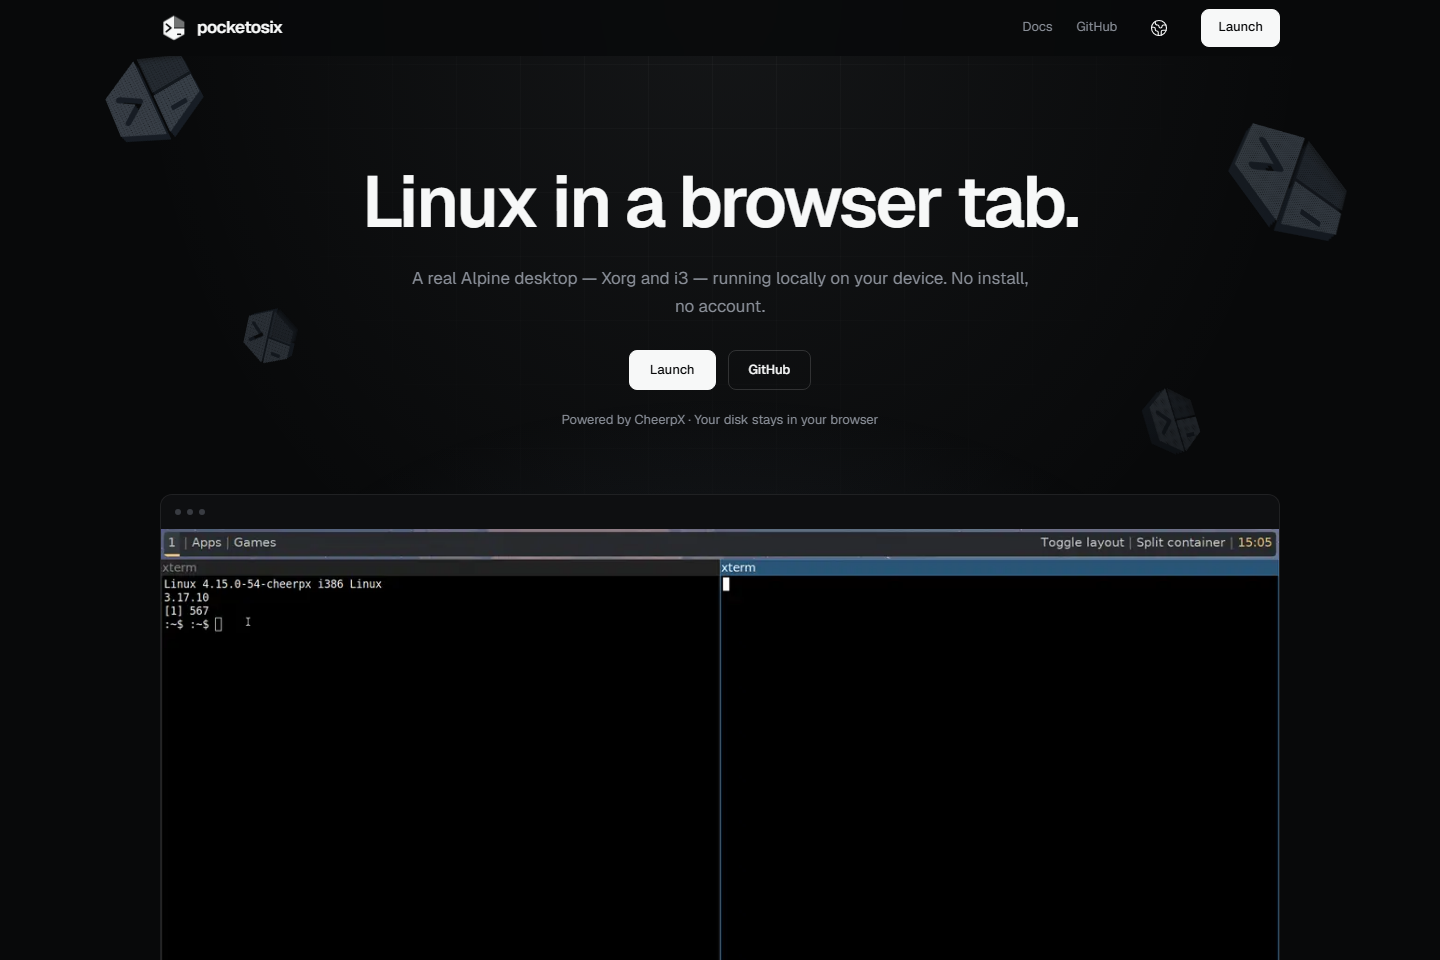 pocketosix
Docs GitHub Launch
Linux in a browser tab.
A real Alpine desktop — Xorg and i3 — running locally on your device. No install,
no account.
Launch GitHub
Powered by CheerpX · Your disk stays in your browser
1 | Apps | Games Toggle layout | Split container | 15:05
xterm
Linux 4.15.0-54-cheerpx i386 Linux
3.17.10
[1] 567
:~$ :~$
xterm